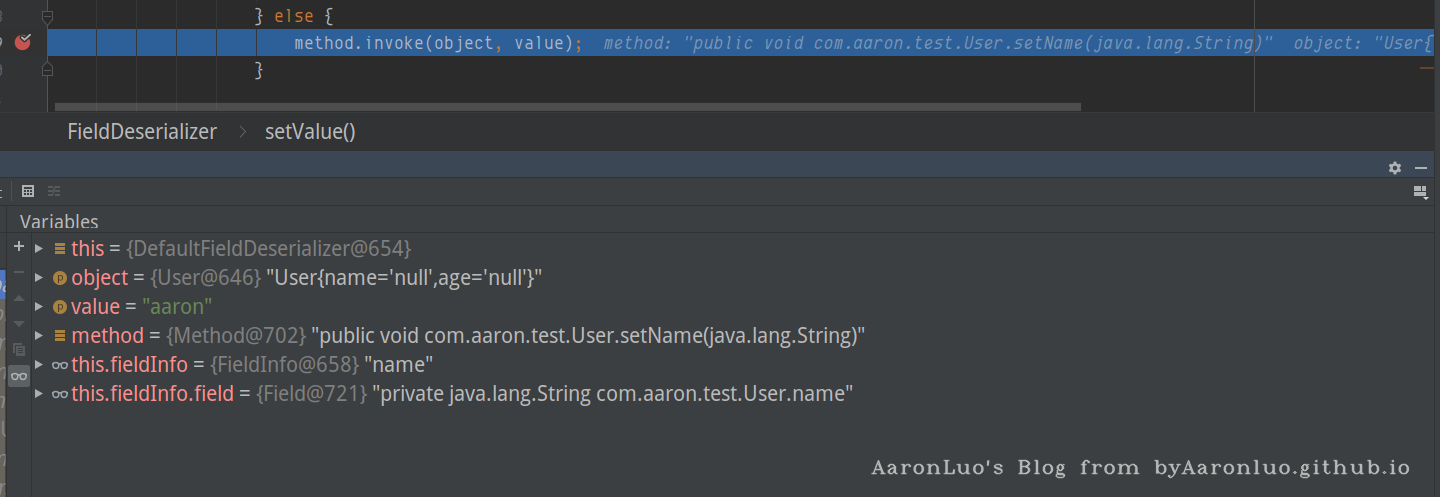 } else {
method.invoke(object, value); method: "public void com.aaron.test.User.setName(java.lang.String)" object: "User{
}
FieldDeserializer > setValue()
Variables
this = {DefaultFieldDeserializer@654}
object = {User@646} "User{name='null',age='null'}"
value = "aaron"
method = {Method@702} "public void com.aaron.test.User.setName(java.lang.String)"
this.fieldInfo = {FieldInfo@658} "name"
this.fieldInfo.field = {Field@721} "private java.lang.String com.aaron.test.User.name"
AaronLuo's Blog from byAaronluo.github.io